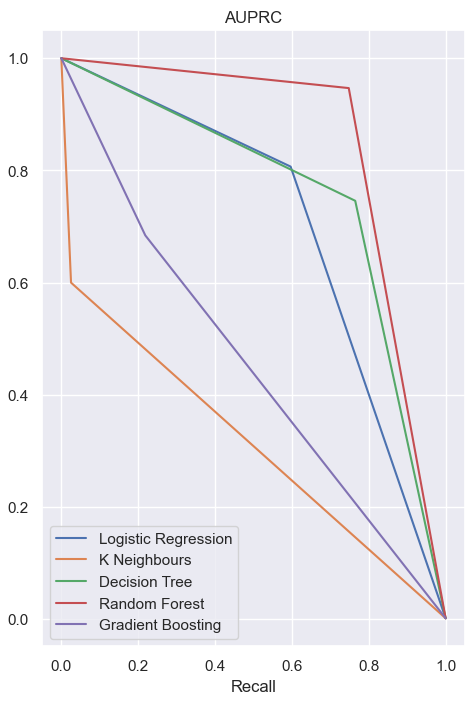 AUPRC
1.0
0.8
0.6
0.4
0.2
0.0
Logistic Regression
K Neighbours
Decision Tree
Random Forest
Gradient Boosting
0.0 0.2 0.4 0.6 0.8 1.0
Recall